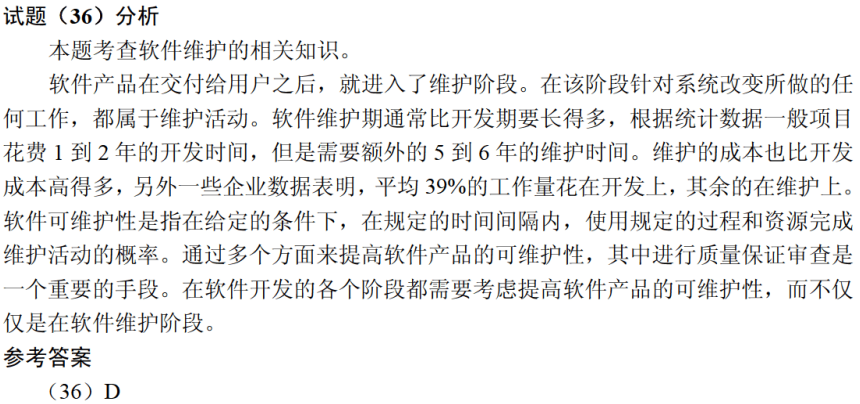 试题（36）分析
本题考查软件维护的相关知识。
软件产品在交付给用户之后，就进入了维护阶段。在该阶段针对系统改变所做的任
何工作，都属于维护活动。软件维护期通常比开发期要长得多，根据统计数据一般项目
花费 1 到 2 年的开发时间，但是需要额外的 5 到 6 年的维护时间。维护的成本也比开发
成本高得多，另外一些企业数据表明，平均 39%的工作量花在开发上，其余的在维护上。
软件可维护性是指在给定的条件下，在规定的时间间隔内，使用规定的过程和资源完成
维护活动的概率。通过多个方面来提高软件产品的可维护性，其中进行质量保证审查是
一个重要的手段。在软件开发的各个阶段都需要考虑提高软件产品的可维护性，而不仅
仅是在软件维护阶段。
参考答案
（36）D